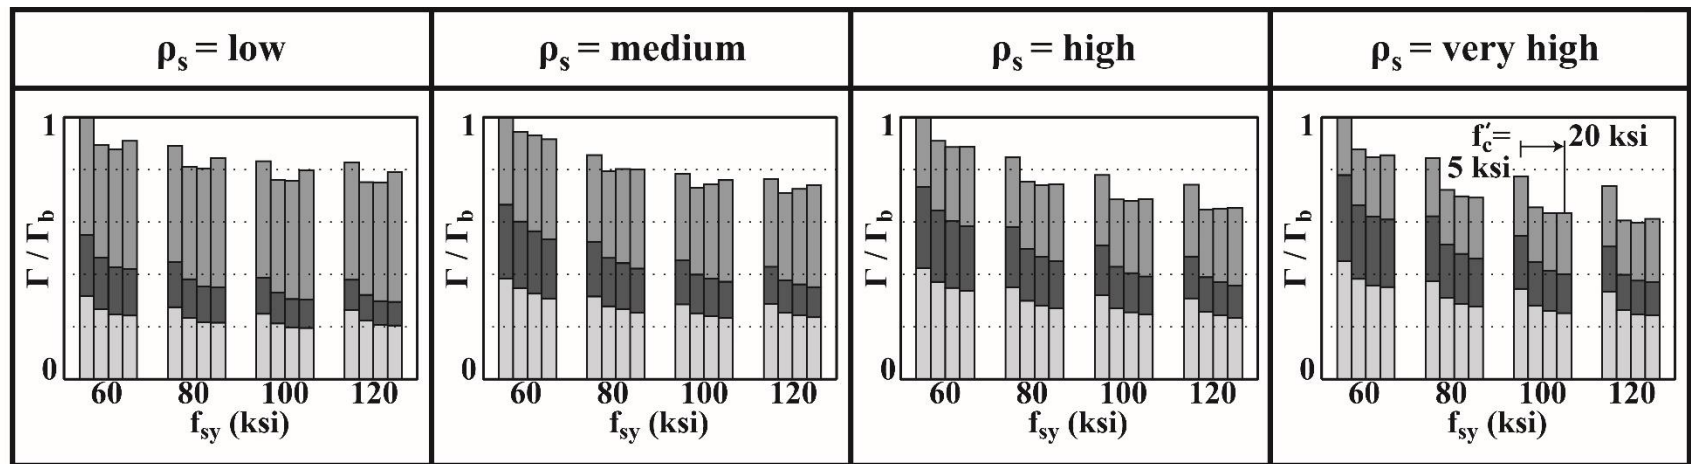 ρs = low
ρs = medium
ρs = high
ρs = very high
1
Γ / Γb
0
60 80 100 120
fsy (ksi)
1
Γ / Γb
0
60 80 100 120
fsy (ksi)
1
Γ / Γb
0
60 80 100 120
fsy (ksi)
1
f′c=
5 ksi
20 ksi
Γ / Γb
0
60 80 100 120
fsy (ksi)